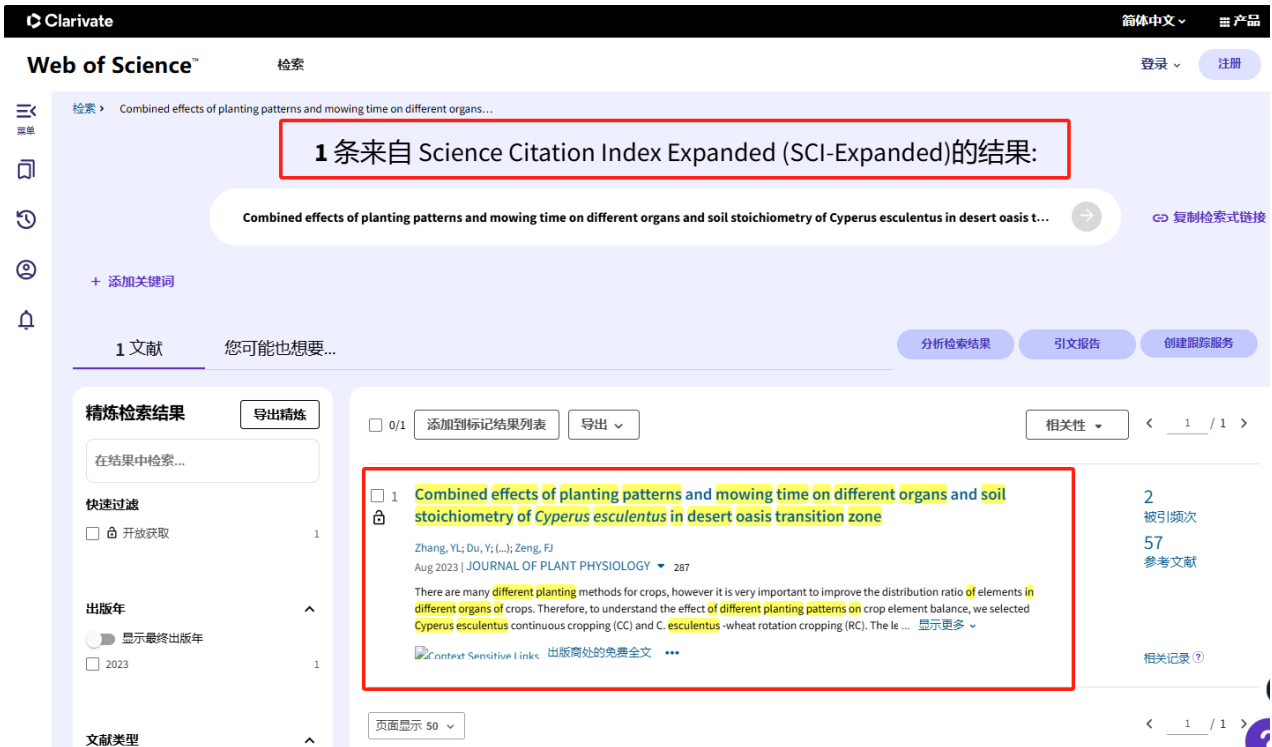 Clarivate
简体中文
产品
Web of Science™
检索
登录
注册
菜单
检索 > Combined effects of planting patterns and mowing time on different organs...
1 条来自 Science Citation Index Expanded (SCI-Expanded)的结果:
Combined effects of planting patterns and mowing time on different organs and soil stoichiometry of Cyperus esculentus in desert oasis t...
复制检索式链接
+ 添加关键词
1 文献
您可能也想要...
分析检索结果
引文报告
创建跟踪服务
精炼检索结果
导出精炼
在结果中检索...
快速过滤
开放获取 1
出版年
显示最终出版年
2023 1
文献类型
0/1
添加到标记结果列表
导出
相关性
< 1 / 1 >
1 Combined effects of planting patterns and mowing time on different organs and soil
stoichiometry of Cyperus esculentus in desert oasis transition zone
Zhang, YL; Du, Y; (...); Zeng, FJ
Aug 2023 | JOURNAL OF PLANT PHYSIOLOGY 287
There are many different planting methods for crops, however it is very important to improve the distribution ratio of elements in
different organs of crops. Therefore, to understand the effect of different planting patterns on crop element balance, we selected
Cyperus esculentus continuous cropping (CC) and C. esculentus -wheat rotation cropping (RC). The le ... 显示更多
Context Sensitive Links 出版商处的免费全文 •••
2
被引频次
57
参考文献
相关记录 ?
页面显示 50
< 1 / 1 >
?